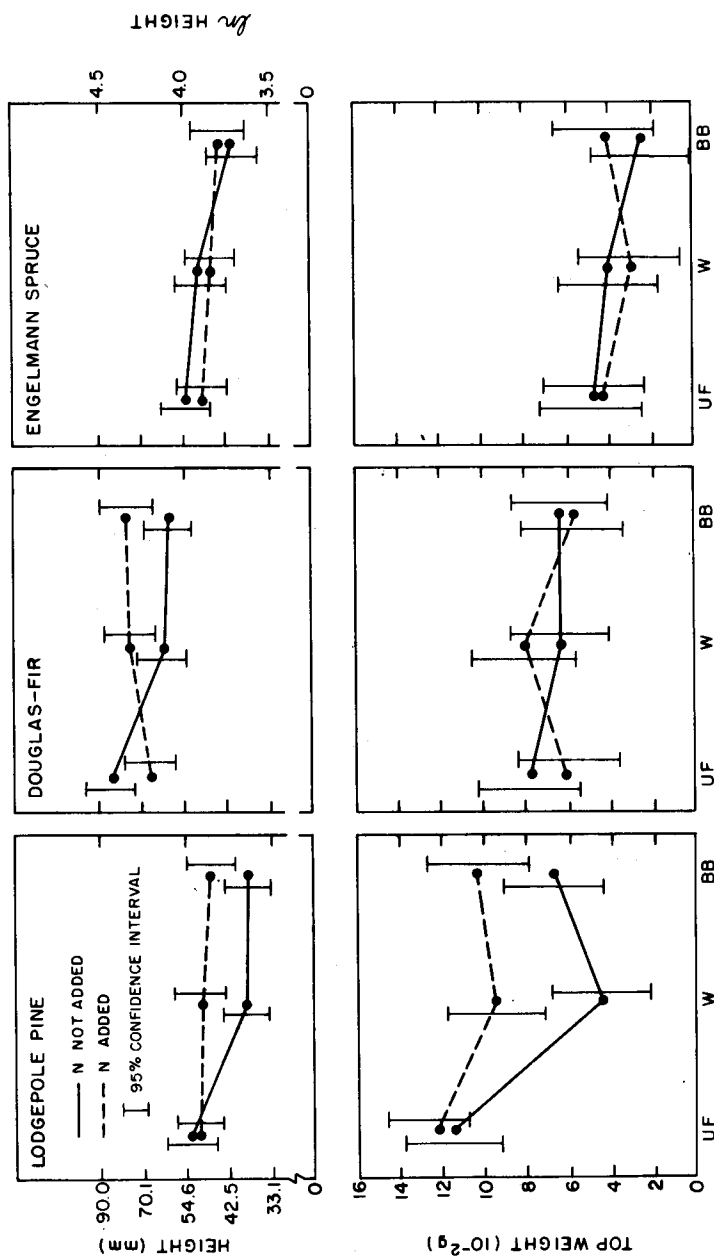 LODGEPOLE PINE
N NOT ADDED
N ADDED
95% CONFIDENCE INTERVAL
DOUGLAS-FIR
ENGELMANN SPRUCE
HEIGHT (mm)
90.0
70.1
54.6
42.5
33.1
0
4.5
4.0
3.5
0
ln HEIGHT
TOP WEIGHT (10⁻²g)
16
14
12
10
8
6
4
2
0
UF W BB
UF W BB
UF W BB